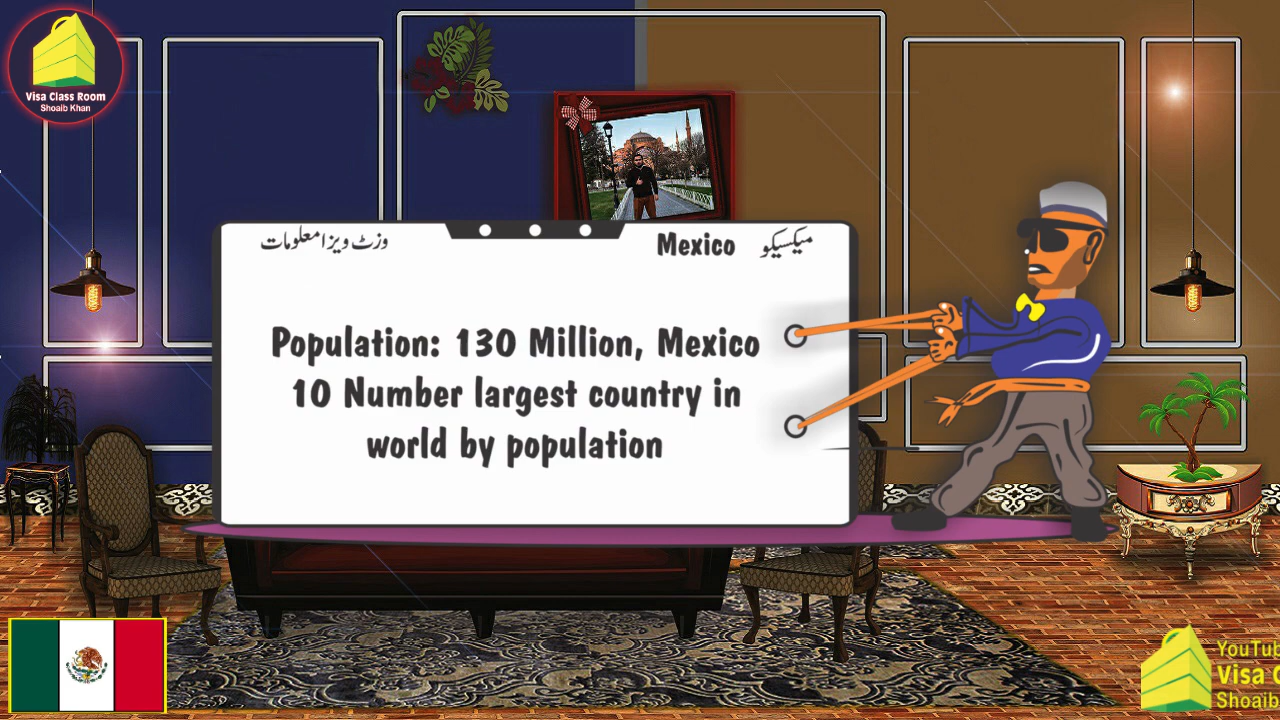 Visa Class Room
Shoaib Khan
وزٹ ویزا معلومات
Mexico میکسیکو
Population: 130 Million, Mexico
10 Number largest country in
world by population
YouTub
Visa C
Shoaib